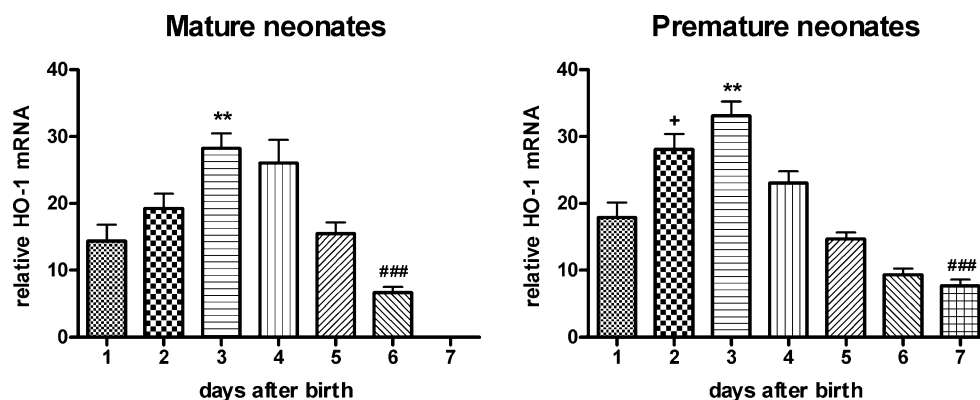 Mature neonates
relative HO-1 mRNA
40
30
20
10
0
**
###
1 2 3 4 5 6 7
days after birth
Premature neonates
relative HO-1 mRNA
40
30
20
10
0
+
**
###
1 2 3 4 5 6 7
days after birth